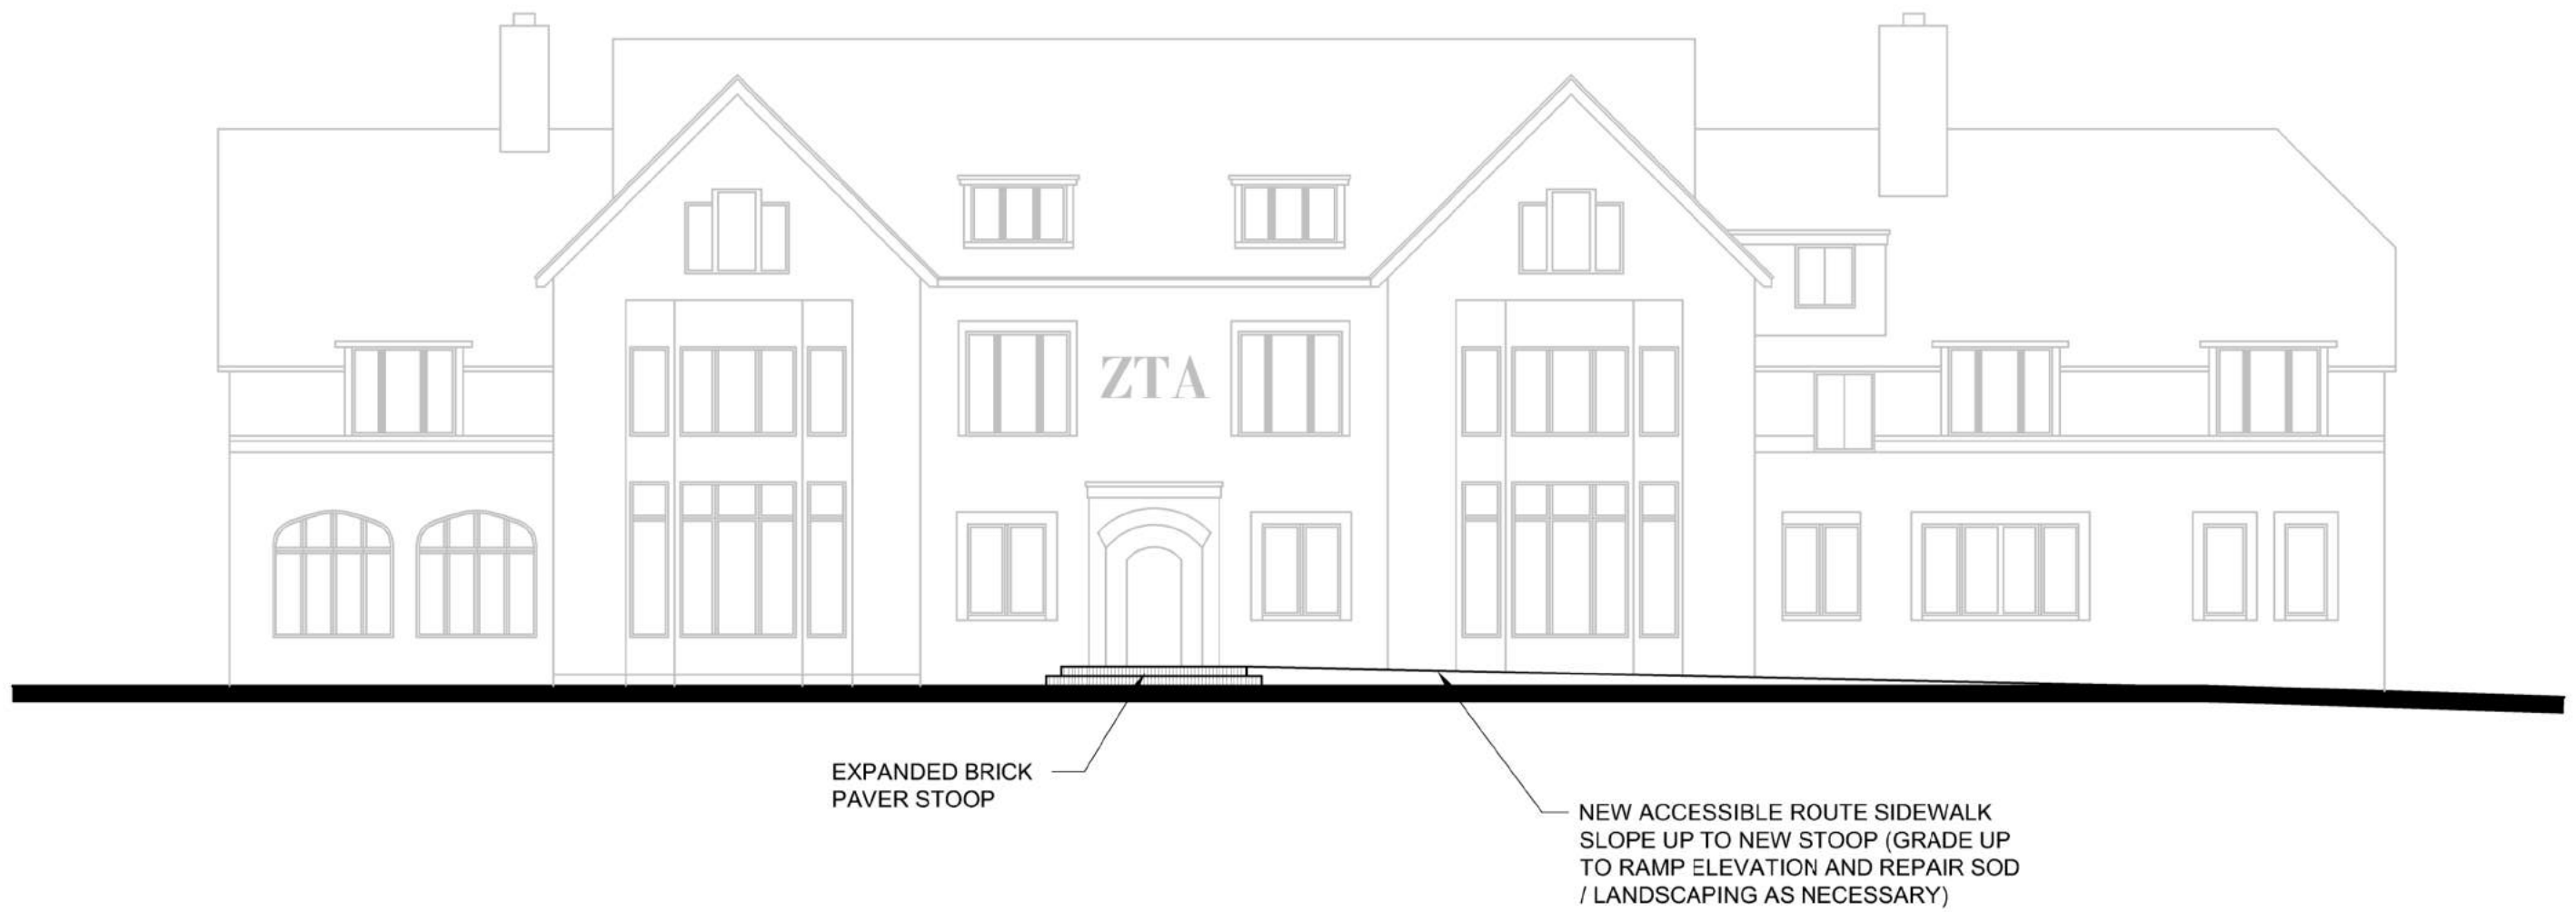 ZTA
EXPANDED BRICK
PAVER STOOP
NEW ACCESSIBLE ROUTE SIDEWALK
SLOPE UP TO NEW STOOP (GRADE UP
TO RAMP ELEVATION AND REPAIR SOD
/ LANDSCAPING AS NECESSARY)